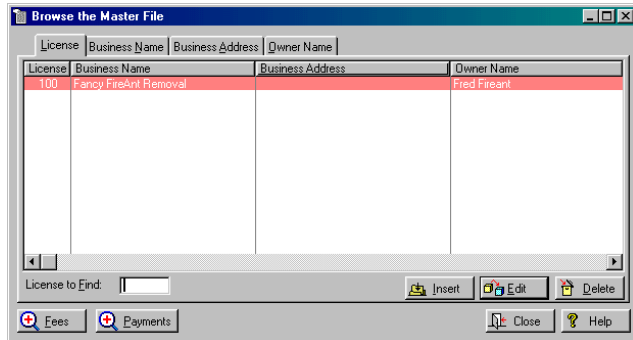 Browse the Master File
License Business Name Business Address Owner Name
License Business Name Business Address Owner Name
100 Fancy FireAnt Removal Fred Fireant
License to Find: Insert Edit Delete
Fees Payments Close Help